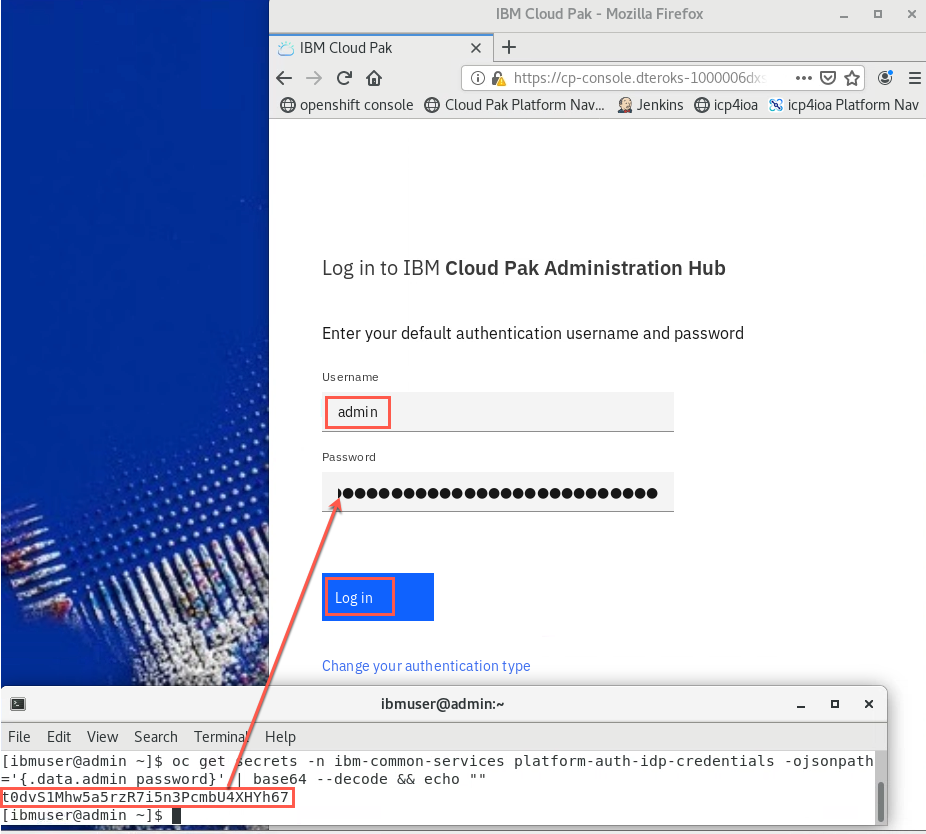 IBM Cloud Pak - Mozilla Firefox
IBM Cloud Pak
https://cp-console.dteroks-1000006dxs
openshift console Cloud Pak Platform Nav... Jenkins icp4ioa icp4ioa Platform Nav
Log in to IBM Cloud Pak Administration Hub
Enter your default authentication username and password
Username
admin
Password
Log in
Change your authentication type
ibmuser@admin:~
File Edit View Search Terminal Help
[ibmuser@admin ~]$ oc get secrets -n ibm-common-services platform-auth-idp-credentials -ojsonpath
='{.data.admin_password}' | base64 --decode && echo ""
t0dvS1Mhw5a5rzR7i5n3PcmbU4XHYh67
[ibmuser@admin ~]$